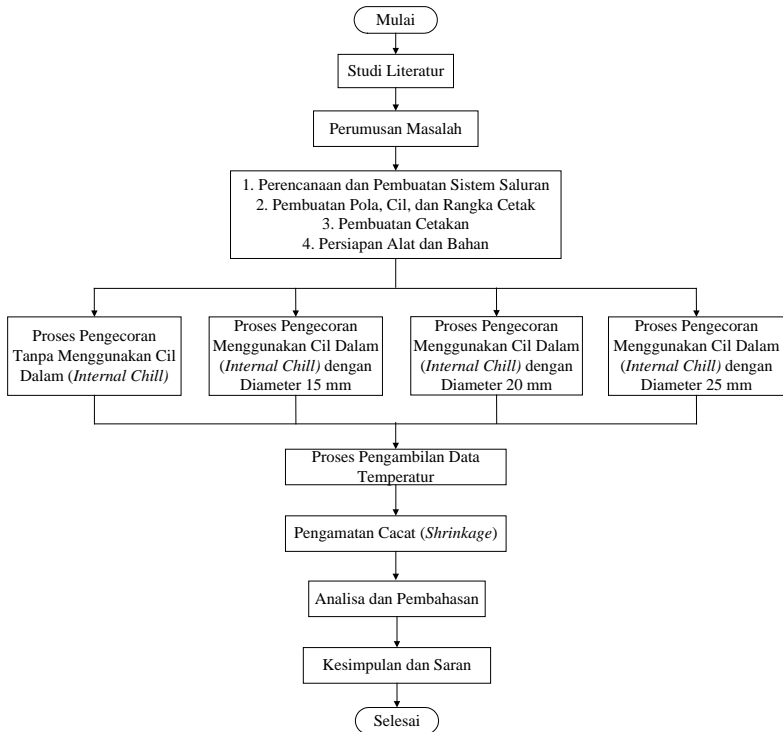 Mulai
Studi Literatur
Perumusan Masalah
1. Perencanaan dan Pembuatan Sistem Saluran
2. Pembuatan Pola, Cil, dan Rangka Cetak
3. Pembuatan Cetakan
4. Persiapan Alat dan Bahan
Proses Pengecoran
Tanpa Menggunakan Cil
Dalam (Internal Chill)
Proses Pengecoran
Menggunakan Cil Dalam
(Internal Chill) dengan
Diameter 15 mm
Proses Pengecoran
Menggunakan Cil Dalam
(Internal Chill) dengan
Diameter 20 mm
Proses Pengecoran
Menggunakan Cil Dalam
(Internal Chill) dengan
Diameter 25 mm
Proses Pengambilan Data
Temperatur
Pengamatan Cacat (Shrinkage)
Analisa dan Pembahasan
Kesimpulan dan Saran
Selesai